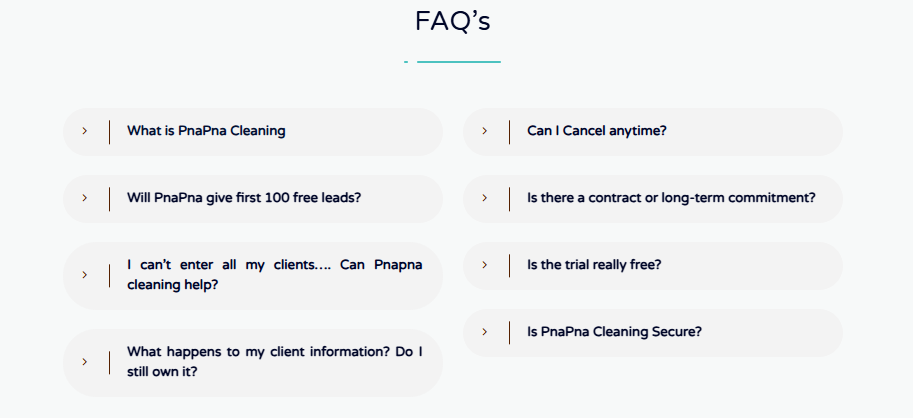 FAQ’s
What is PnaPna Cleaning
Will PnaPna give first 100 free leads?
I can’t enter all my clients…. Can Pnapna
cleaning help?
What happens to my client information? Do I
still own it?
Can I Cancel anytime?
Is there a contract or long-term commitment?
Is the trial really free?
Is PnaPna Cleaning Secure?